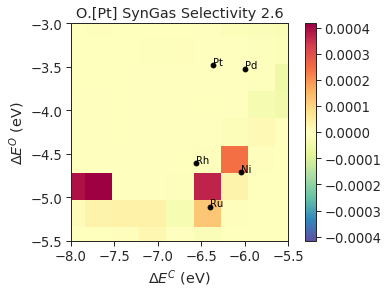 O.[Pt] SynGas Selectivity 2.6
−3.0
−3.5
−4.0
−4.5
−5.0
−5.5
ΔE^O (eV)
Pt
Pd
Rh
Ni
Ru
−8.0 −7.5 −7.0 −6.5 −6.0 −5.5
ΔE^C (eV)
0.0004
0.0003
0.0002
0.0001
0.0000
−0.0001
−0.0002
−0.0003
−0.0004